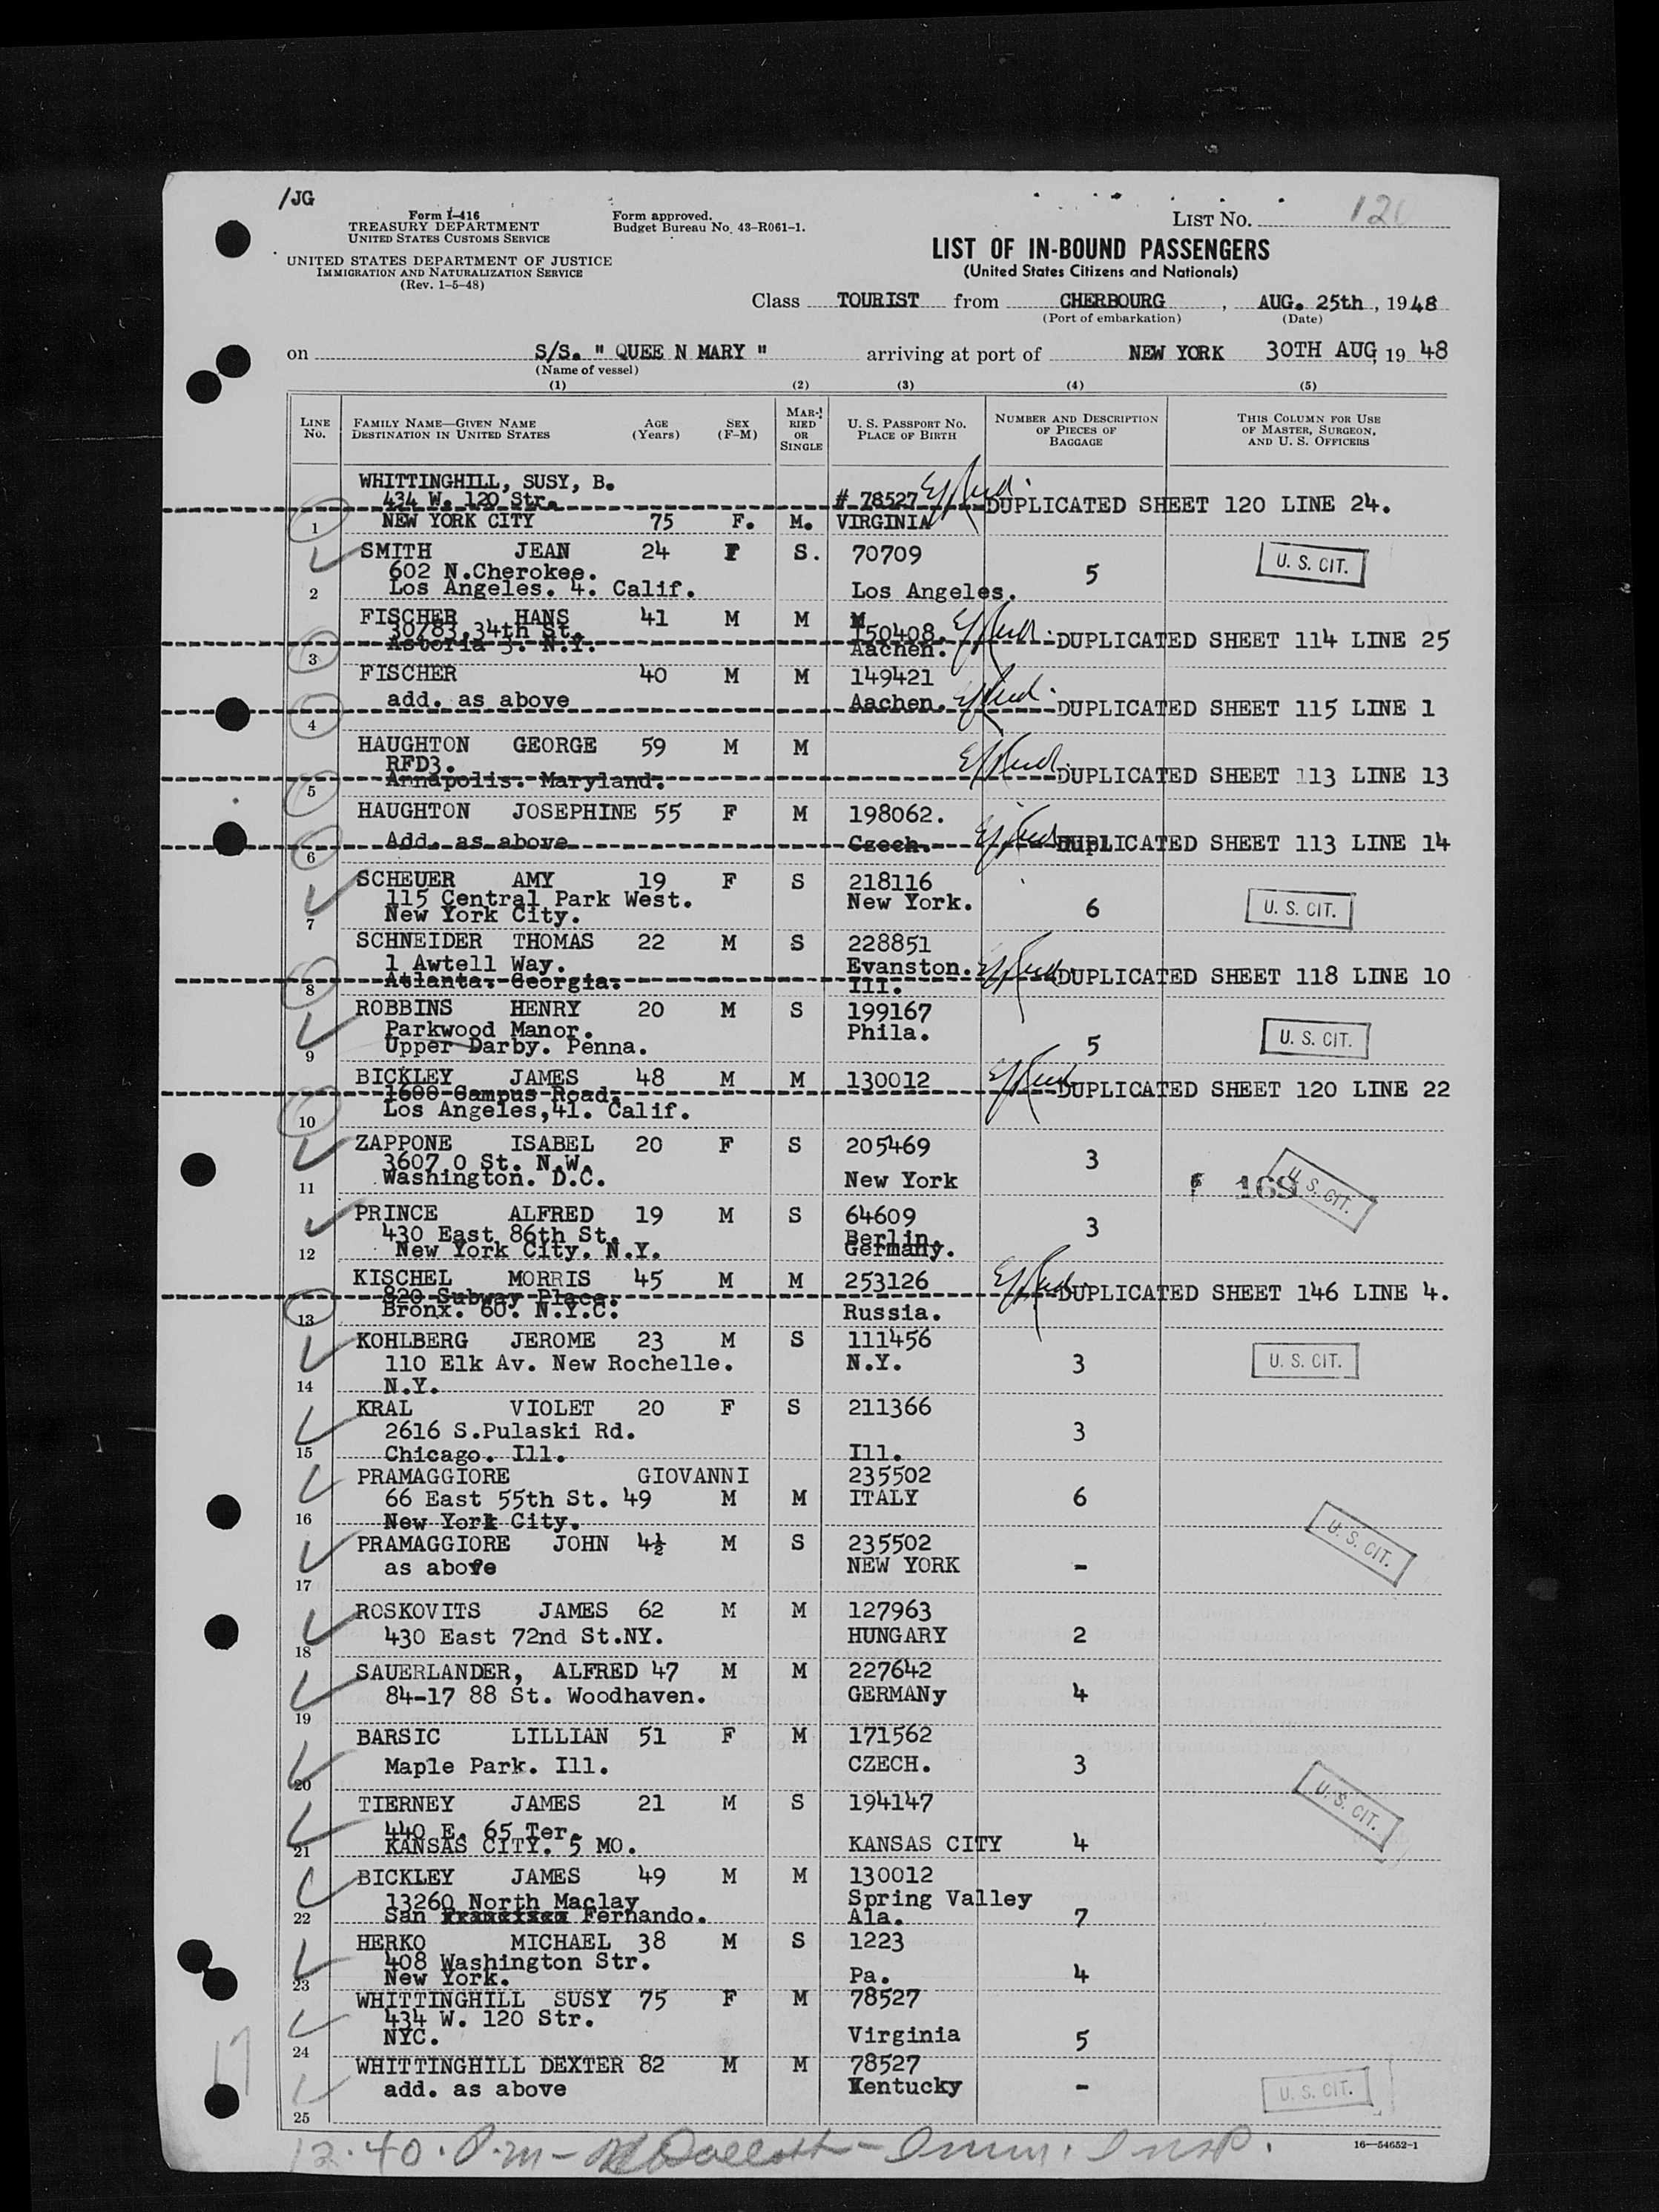 /JG
Form I-416
TREASURY DEPARTMENT
UNITED STATES CUSTOMS SERVICE
UNITED STATES DEPARTMENT OF JUSTICE
IMMIGRATION AND NATURALIZATION SERVICE
(Rev. 1-5-48)
Form approved.
Budget Bureau No. 43-R061-1.
LIST NO. 120
LIST OF IN-BOUND PASSENGERS
(United States Citizens and Nationals)
Class TOURIST from CHERBOURG, AUG. 25th, 1948
(Port of embarkation) (Date)
on S/S. " QUEE N MARY " arriving at port of NEW YORK 30TH AUG, 19 48
(Name of vessel)
(1) (2) (3) (4) (5)
LINE No. FAMILY NAME—GIVEN NAME DESTINATION IN UNITED STATES AGE (Years) SEX (F-M) MARRIED OR SINGLE U. S. PASSPORT NO. PLACE OF BIRTH NUMBER AND DESCRIPTION OF PIECES OF BAGGAGE THIS COLUMN FOR USE OF MASTER, SURGEON, AND U. S. OFFICERS
WHITTINGHILL, SUSY, B.
434 W. 120 Str. # 78527 DUPLICATED SHEET 120 LINE 24.
1 NEW YORK CITY 75 F. M. VIRGINIA
SMITH JEAN 24 F S. 70709 U. S. CIT.
602 N.Cherokee. 5
2 Los Angeles. 4. Calif. Los Angeles.
FISCHER HANS 41 M M
30/83,34th St. 150408. DUPLICATED SHEET 114 LINE 25
3 Astoria 3. N.Y. Aachen.
FISCHER 40 M M 149421
4 add. as above Aachen. DUPLICATED SHEET 115 LINE 1
HAUGHTON GEORGE 59 M M
RFD3.
5 Annapolis. Maryland. DUPLICATED SHEET 113 LINE 13
HAUGHTON JOSEPHINE 55 F M 198062.
6 Add. as above Czech. DUPLICATED SHEET 113 LINE 14
SCHEUER AMY 19 F S 218116
115 Central Park West. New York. 6 U. S. CIT.
7 New York City.
SCHNEIDER THOMAS 22 M S 228851
1 Awtell Way. Evanston. DUPLICATED SHEET 118 LINE 10
8 Atlanta. Georgia. Ill.
ROBBINS HENRY 20 M S 199167
Parkwood Manor. Phila. U. S. CIT.
9 Upper Darby. Penna. 5
BICKLEY JAMES 48 M M 130012 DUPLICATED SHEET 120 LINE 22
1600 Campus Road.
10 Los Angeles,41. Calif.
ZAPPONE ISABEL 20 F S 205469
3607 O St. N.W. 3
11 Washington. D.C. New York 169 U. S. CIT.
PRINCE ALFRED 19 M S 64609
430 East 86th St. Berlin. 3
12 New York City. N.Y. Germany.
KISCHEL MORRIS 45 M M 253126 DUPLICATED SHEET 146 LINE 4.
820 Subway Place.
13 Bronx. 60. N.Y.C. Russia.
KOHLBERG JEROME 23 M S 111456
110 Elk Av. New Rochelle. N.Y. 3 U. S. CIT.
14 N.Y.
KRAL VIOLET 20 F S 211366
2616 S.Pulaski Rd. 3
15 Chicago. Ill. Ill.
PRAMAGGIORE GIOVANNI 235502
66 East 55th St. 49 M M ITALY 6
16 New York City.
PRAMAGGIORE JOHN 4½ M S 235502 U. S. CIT.
as above NEW YORK -
17
ROSKOVITS JAMES 62 M M 127963
18 430 East 72nd St.NY. HUNGARY 2
SAUERLANDER, ALFRED 47 M M 227642
84-17 88 St. Woodhaven. GERMANy 4
19
BARSIC LILLIAN 51 F M 171562
Maple Park. Ill. CZECH. 3
20
TIERNEY JAMES 21 M S 194147 U. S. CIT.
440 E. 65 Ter.
21 KANSAS CITY. 5 MO. KANSAS CITY 4
BICKLEY JAMES 49 M M 130012
13260 North Maclay Spring Valley
22 San Fernando. Ala. 7
HERKO MICHAEL 38 M S 1223
408 Washington Str.
23 New York. Pa. 4
WHITTINGHILL SUSY 75 F M 78527
434 W. 120 Str.
24 NYC. Virginia 5
WHITTINGHILL DEXTER 82 M M 78527
add. as above Kentucky - U. S. CIT.
25
17
12.40. P.m - Imm. Insp.
16—54652-1